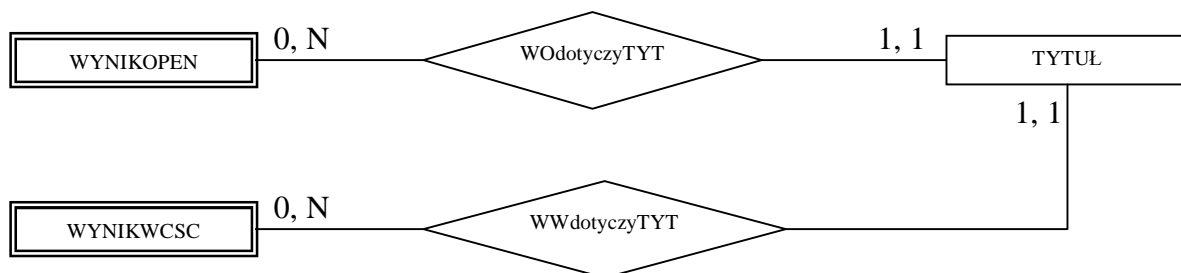 0, N
WOdotyczyTYT
1, 1
WYNIKOPEN
TYTUŁ
1, 1
0, N
WWdotyczyTYT
WYNIKWCSC